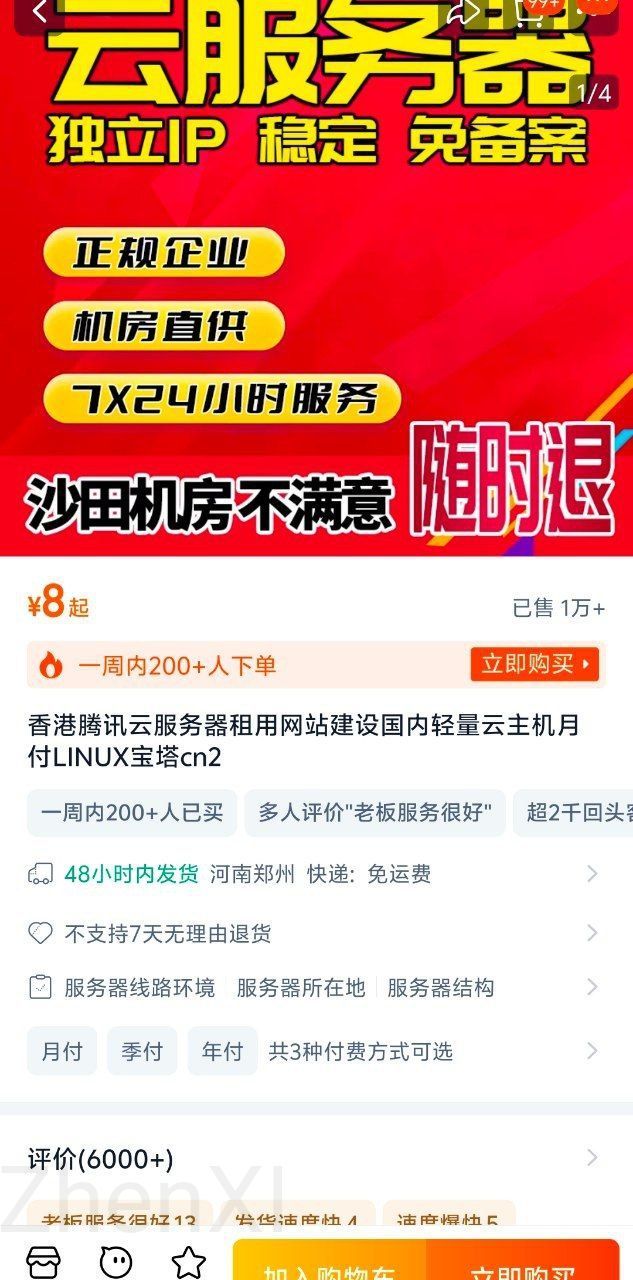 99+
云服务器
1/4
独立IP 稳定 免备案
正规企业
机房直供
7X24小时服务
沙田机房不满意 随时退
¥8起 已售 1万+
一周内200+人下单 立即购买
香港腾讯云服务器租用网站建设国内轻量云主机月
付LINUX宝塔cn2
一周内200+人已买 多人评价"老板服务很好" 超2千回头客
48小时内发货 河南郑州 快递: 免运费
不支持7天无理由退货
服务器线路环境 服务器所在地 服务器结构
月付 季付 年付 共3种付费方式可选
评价(6000+)
ZhenXI
老板服务很好13 发货速度快4 速度爆快5
加入购物车 立即购买